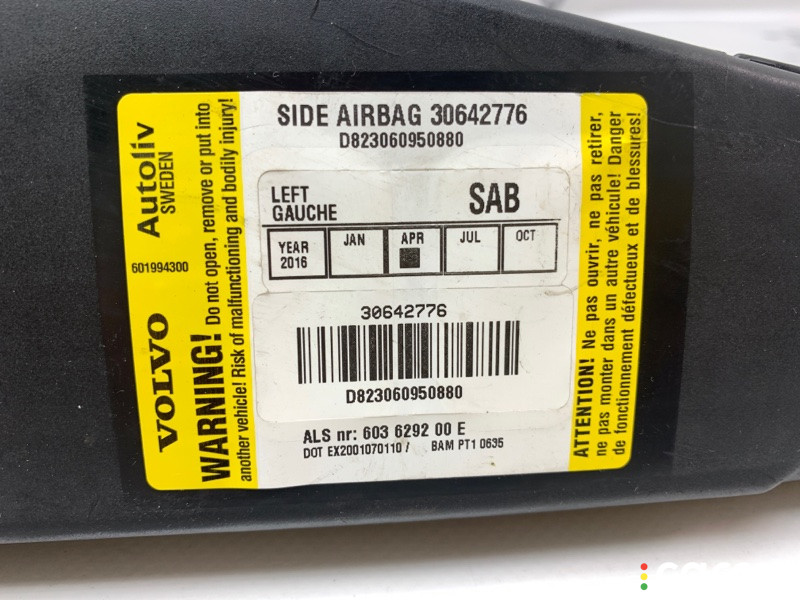 SIDE AIRBAG 30642776
D823060950880
LEFT
GAUCHE
SAB
YEAR
2016
JAN
APR
JUL
OCT
30642776
D823060950880
ALS nr: 603 6292 00 E
DOT EX2001070110 / BAM PT1 0635
Autoliv
SWEDEN
601994300
VOLVO
WARNING! Do not open, remove or put into
another vehicle! Risk of malfunctioning and bodily injury!
ATTENTION! Ne pas ouvrir, ne pas retirer,
ne pas monter dans un autre véhicule! Danger
de fonctionnement défectueux et de blessures!